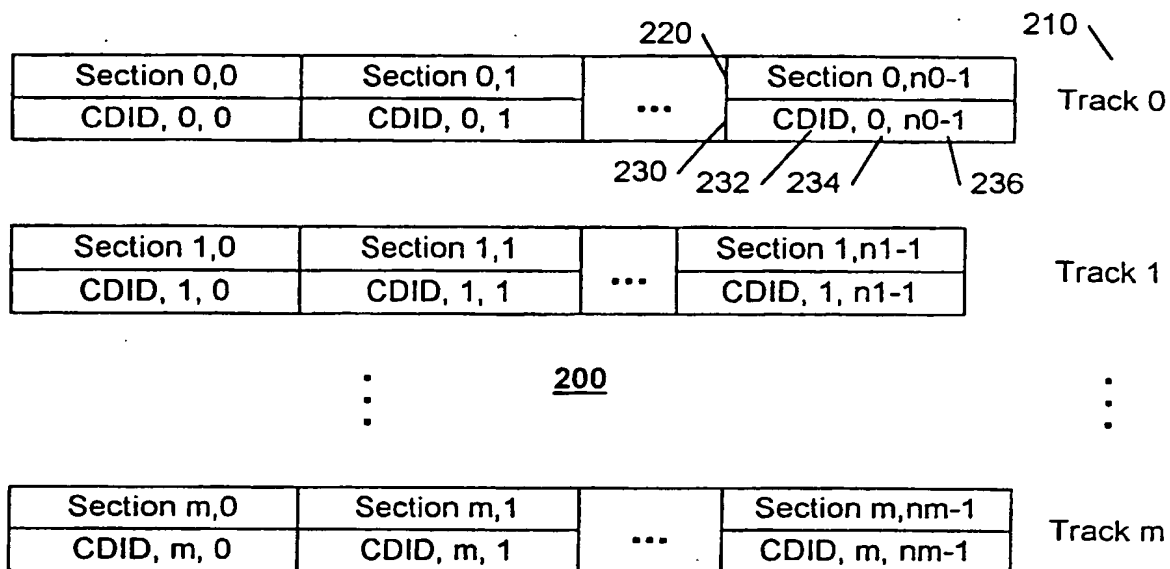 220
210
Section 0,0 Section 0,1 ... Section 0,n0-1
Track 0
CDID, 0, 0 CDID, 0, 1 CDID, 0, n0-1
230 232 234 236
Section 1,0 Section 1,1 ... Section 1,n1-1
Track 1
CDID, 1, 0 CDID, 1, 1 CDID, 1, n1-1
200
Section m,0 Section m,1 ... Section m,nm-1
Track m
CDID, m, 0 CDID, m, 1 CDID, m, nm-1